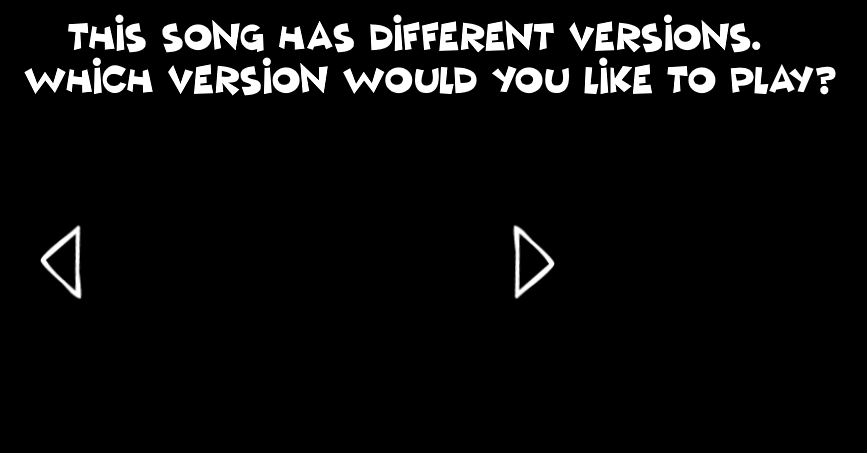 THIS SONG HAS DIFFERENT VERSIONS.
WHICH VERSION WOULD YOU LIKE TO PLAY?